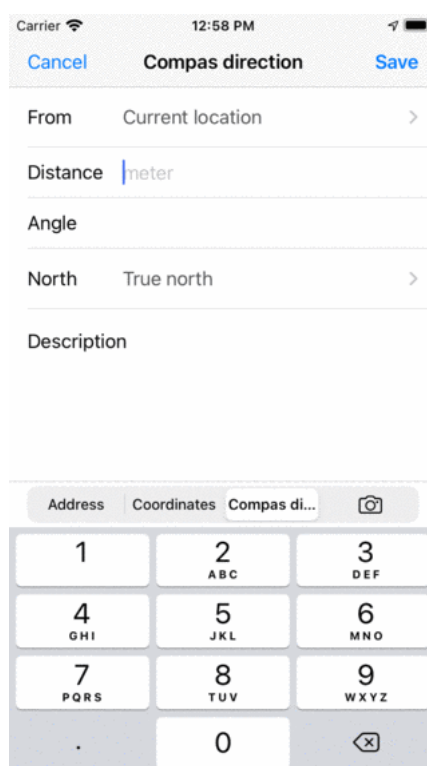 Carrier 12:58 PM
Cancel Compas direction Save
From Current location
Distance meter
Angle
North True north
Description
Address Coordinates Compas di...
1 2 3
ABC DEF
4 5 6
GHI JKL MNO
7 8 9
PQRS TUV WXYZ
. 0